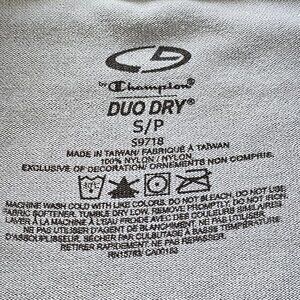 by Champion
DUO DRY®
S/P
S9718
MADE IN TAIWAN/ FABRIQUÉ À TAIWAN
100% NYLON / NYLON.
EXCLUSIVE OF DECORATION/ ORNEMENTS NON COMPRIS.
MACHINE WASH COLD WITH LIKE COLORS. DO NOT BLEACH. DO NOT USE
FABRIC SOFTENER. TUMBLE DRY LOW. REMOVE PROMPTLY. DO NOT IRON.
LAVER À LA MACHINE À L'EAU FROIDE AVEC DES COULEURS SIMILAIRES.
NE PAS UTILISER D'AGENT DE BLANCHIMENT. NE PAS UTILISER
D'ASSOUPLISSEUR. SÉCHER PAR CULBUTAGE À BASSE TEMPÉRATURE.
RETIRER RAPIDEMENT. NE PAS REPASSER.
RN15763/ CA00153